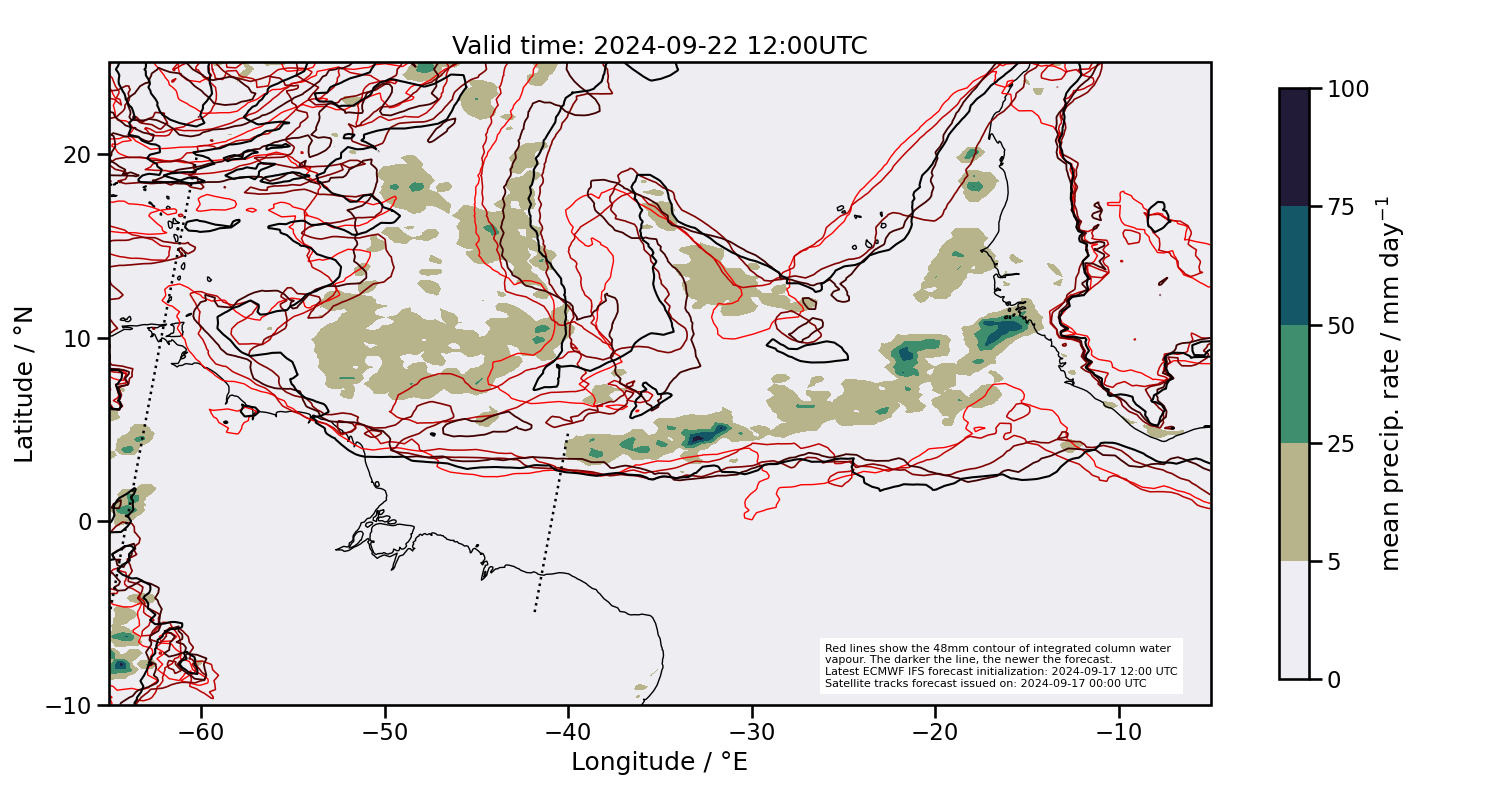 Valid time: 2024-09-22 12:00UTC
20
10
0
−10
Latitude / °N
−60
−50
−40
−30
−20
−10
Longitude / °E
Red lines show the 48mm contour of integrated column water
vapour. The darker the line, the newer the forecast.
Latest ECMWF IFS forecast initialization: 2024-09-17 12:00 UTC
Satellite tracks forecast issued on: 2024-09-17 00:00 UTC
100
75
50
25
5
0
mean precip. rate / mm day⁻¹